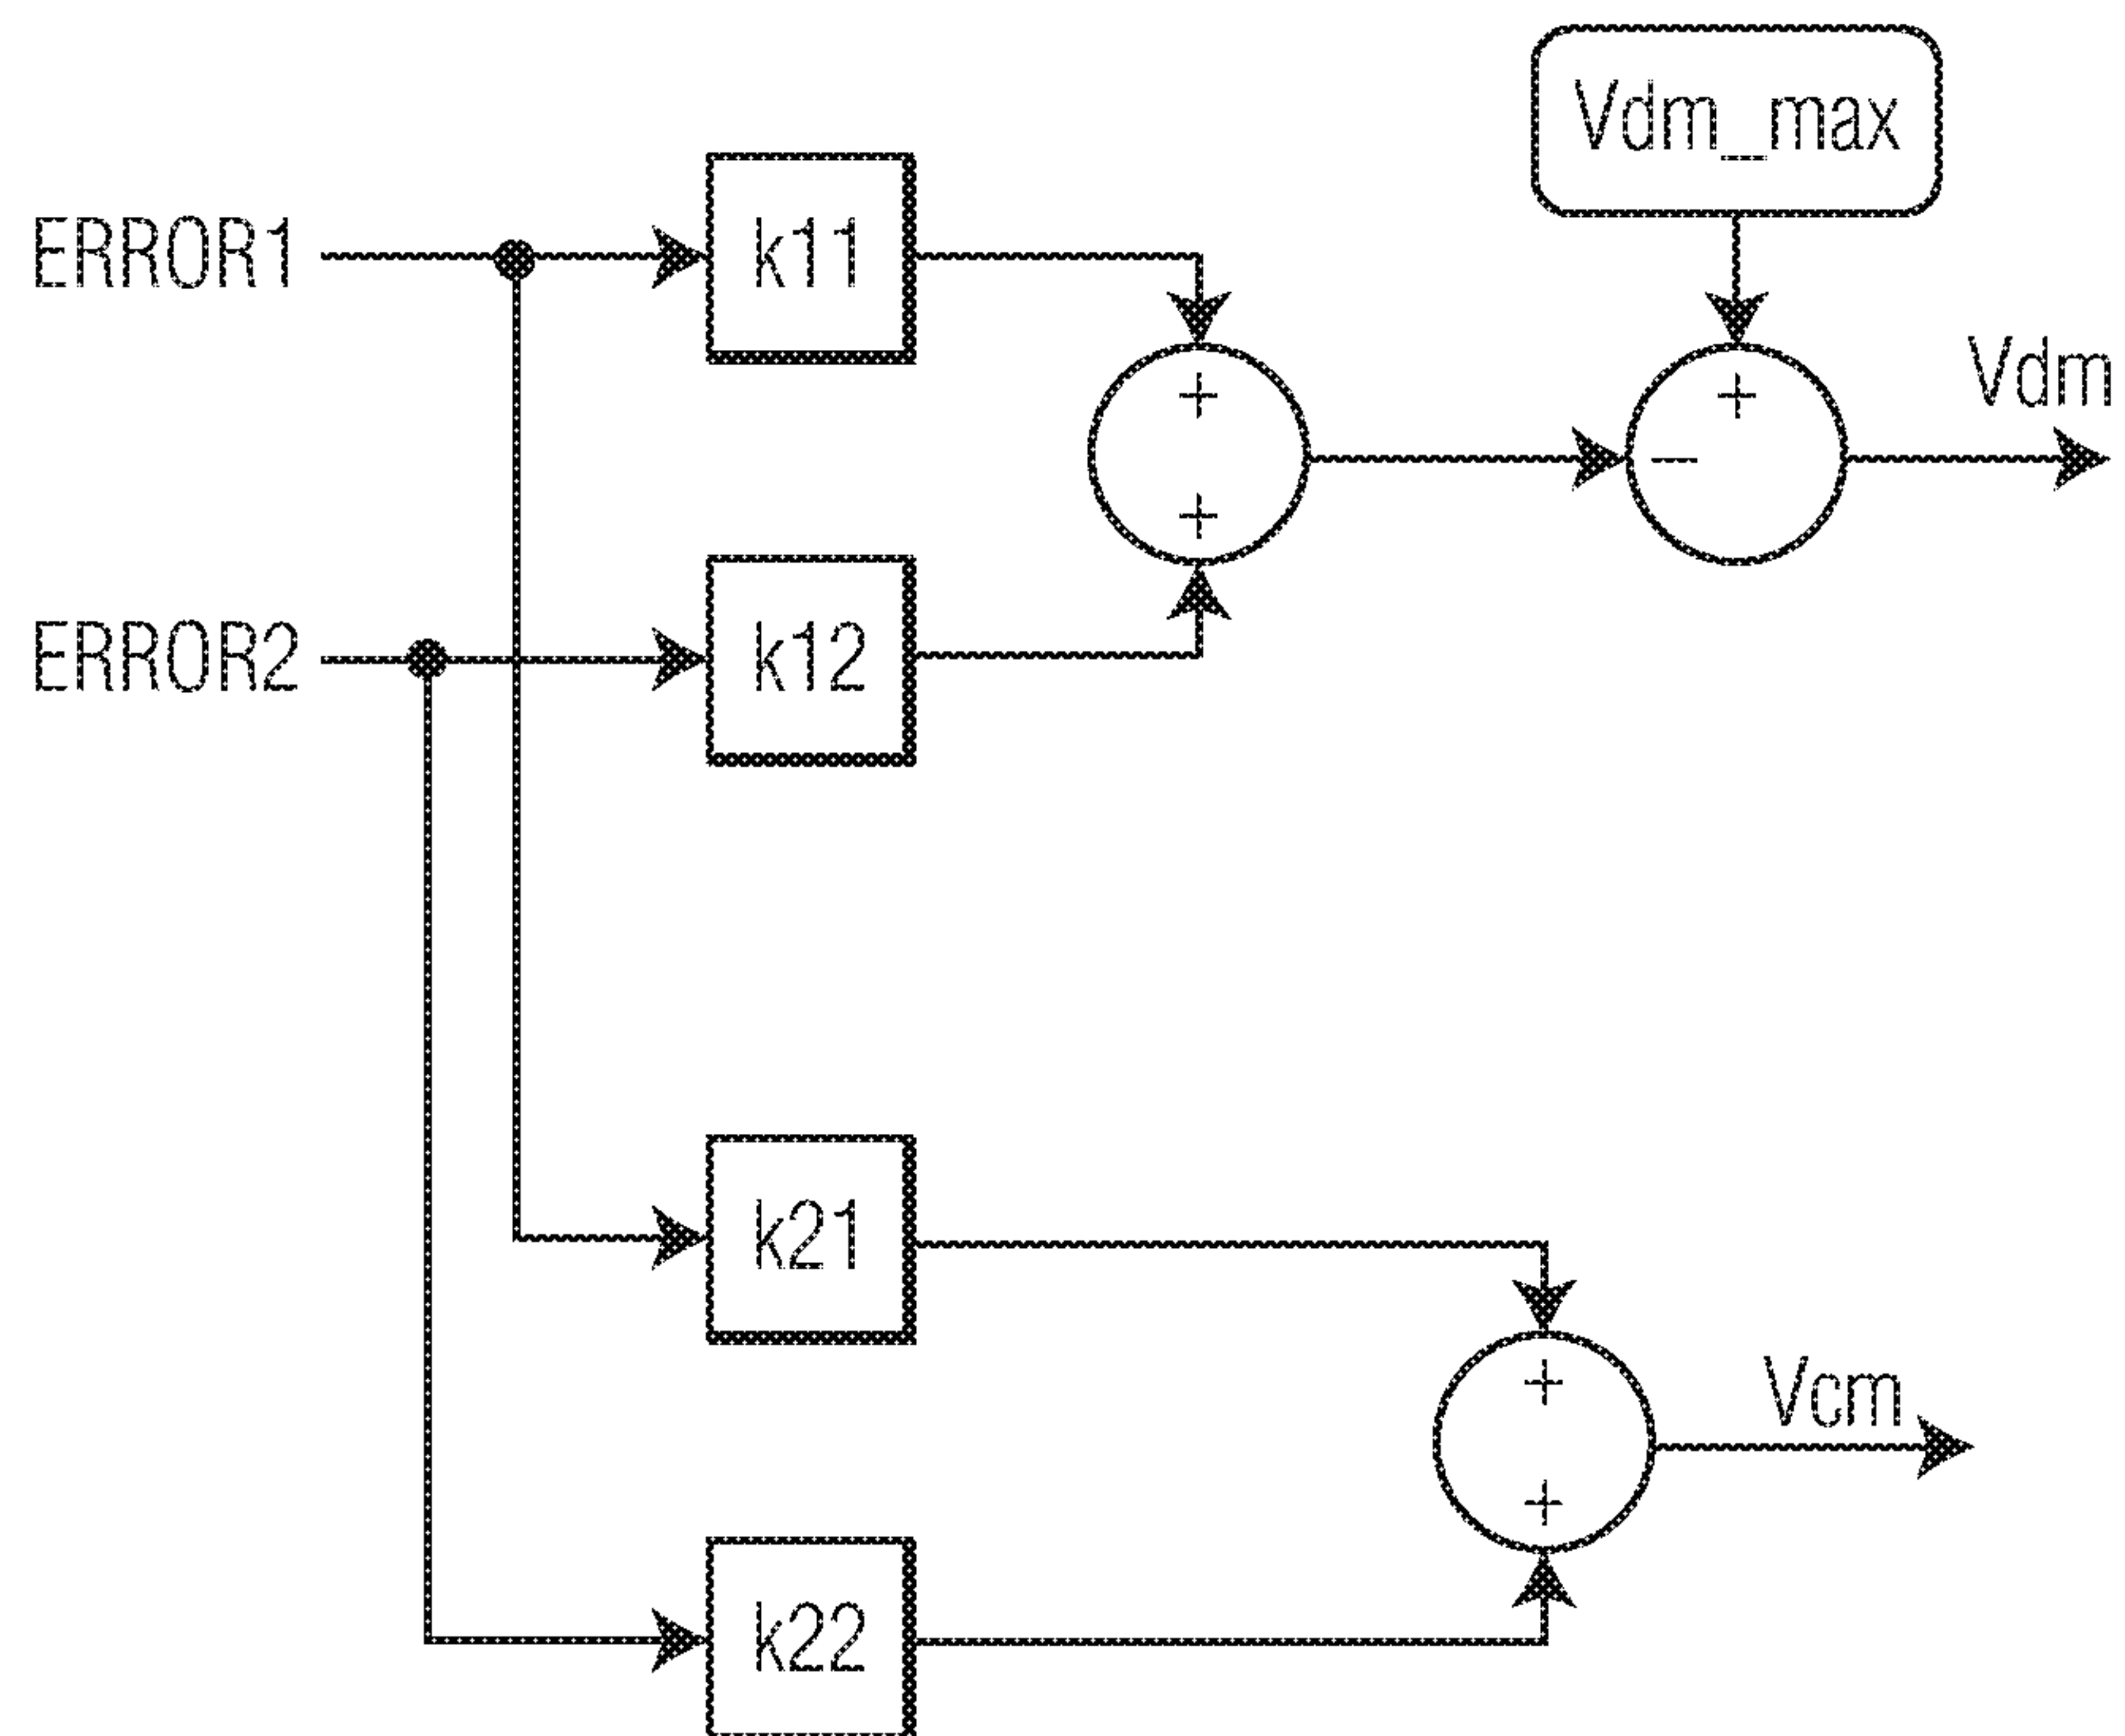 Vdm_max
ERROR1
k11
+
+
+
−
Vdm
ERROR2
k12
k21
k22
+
+
Vcm